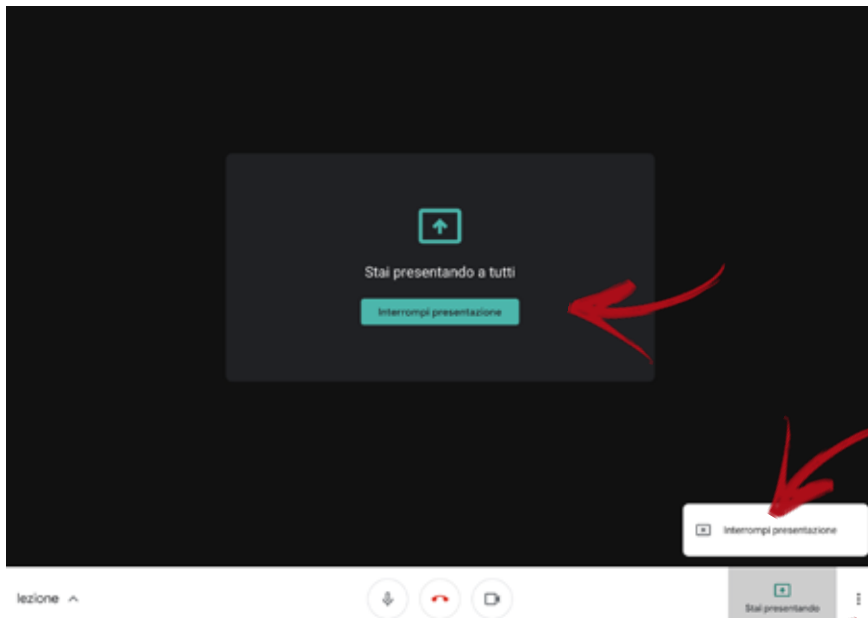 Stai presentando a tutti
Interrompi presentazione
Interrompi presentazione
lezione
Stai presentando